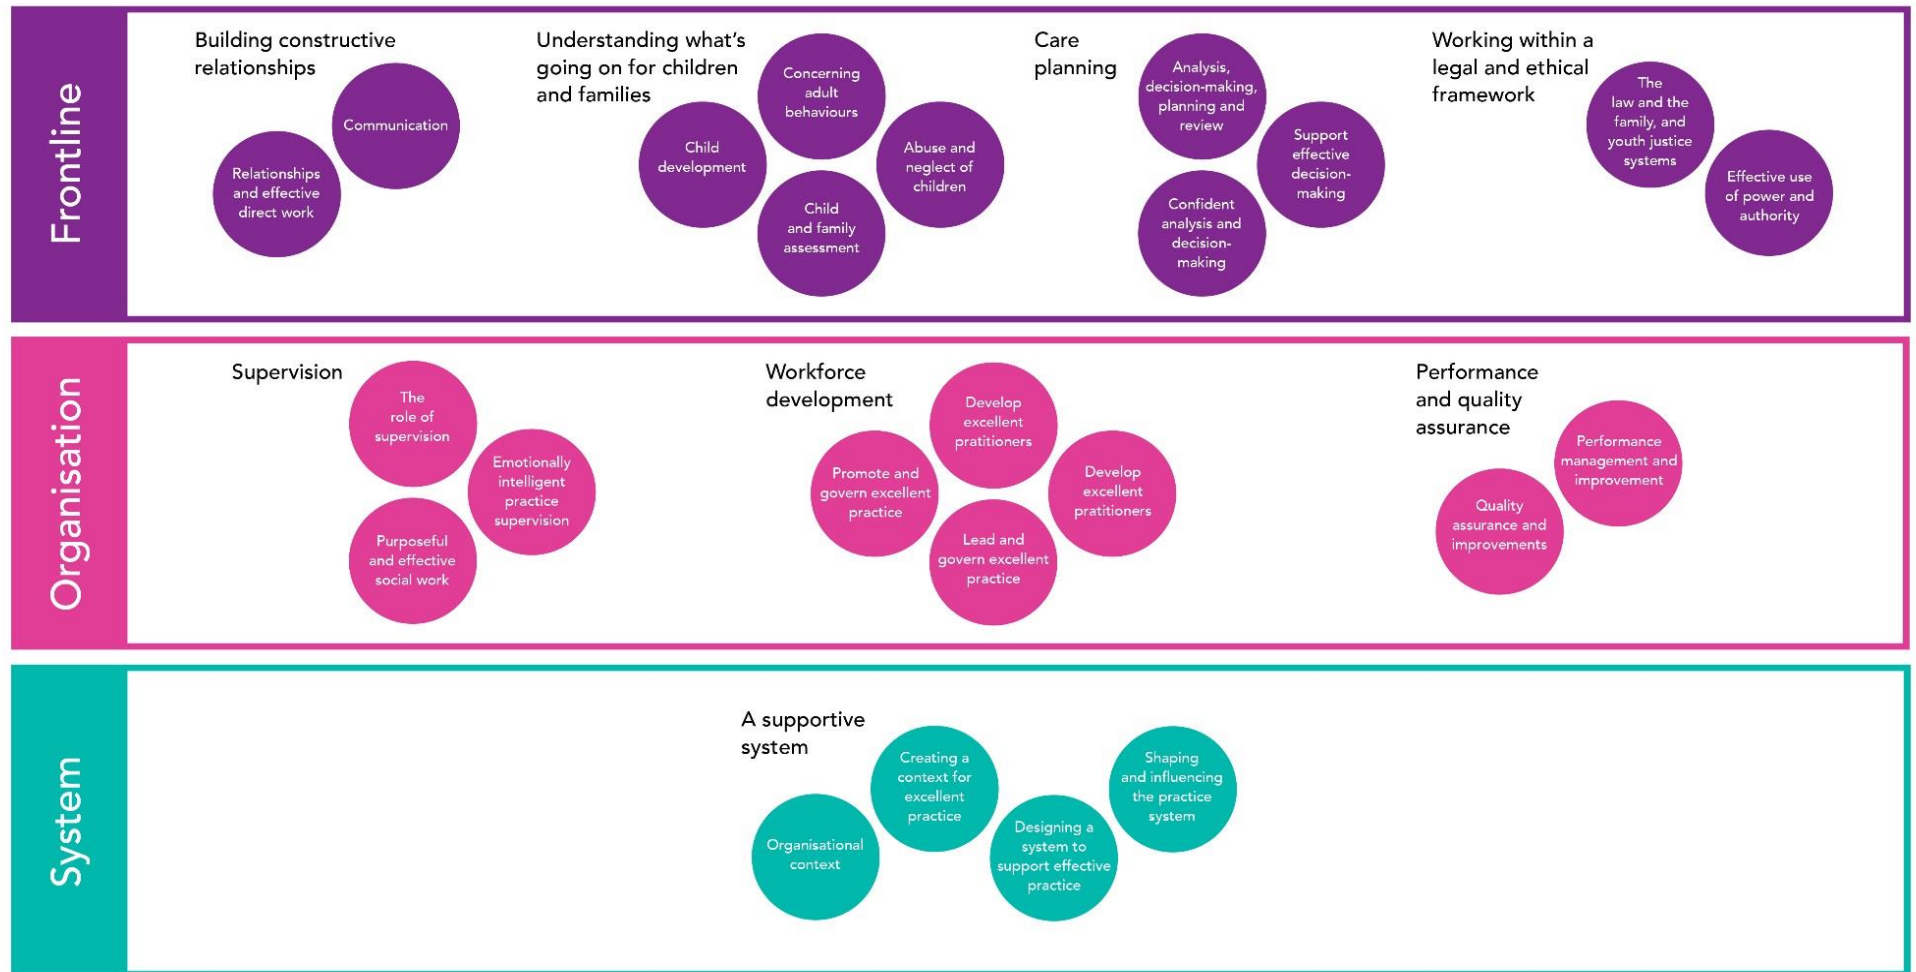 Frontline
Building constructive
relationships
Communication
Relationships
and effective
direct work
Understanding what's
going on for children
and families
Concerning
adult
behaviours
Child
development
Abuse and
neglect of
children
Child
and family
assessment
Care
planning
Analysis,
decision-making,
planning and
review
Support
effective
decision-
making
Confident
analysis and
decision-
making
Working within a
legal and ethical
framework
The
law and the
family, and
youth justice
systems
Effective use
of power and
authority
Organisation
Supervision
The
role of
supervision
Emotionally
intelligent
practice
supervision
Purposeful
and effective
social work
Workforce
development
Develop
excellent
pratitioners
Promote and
govern excellent
practice
Develop
excellent
pratitioners
Lead and
govern excellent
practice
Performance
and quality
assurance
Performance
management and
improvement
Quality
assurance and
improvements
System
A supportive
system
Creating a
context for
excellent
practice
Shaping
and influencing
the practice
system
Organisational
context
Designing a
system to
support effective
practice